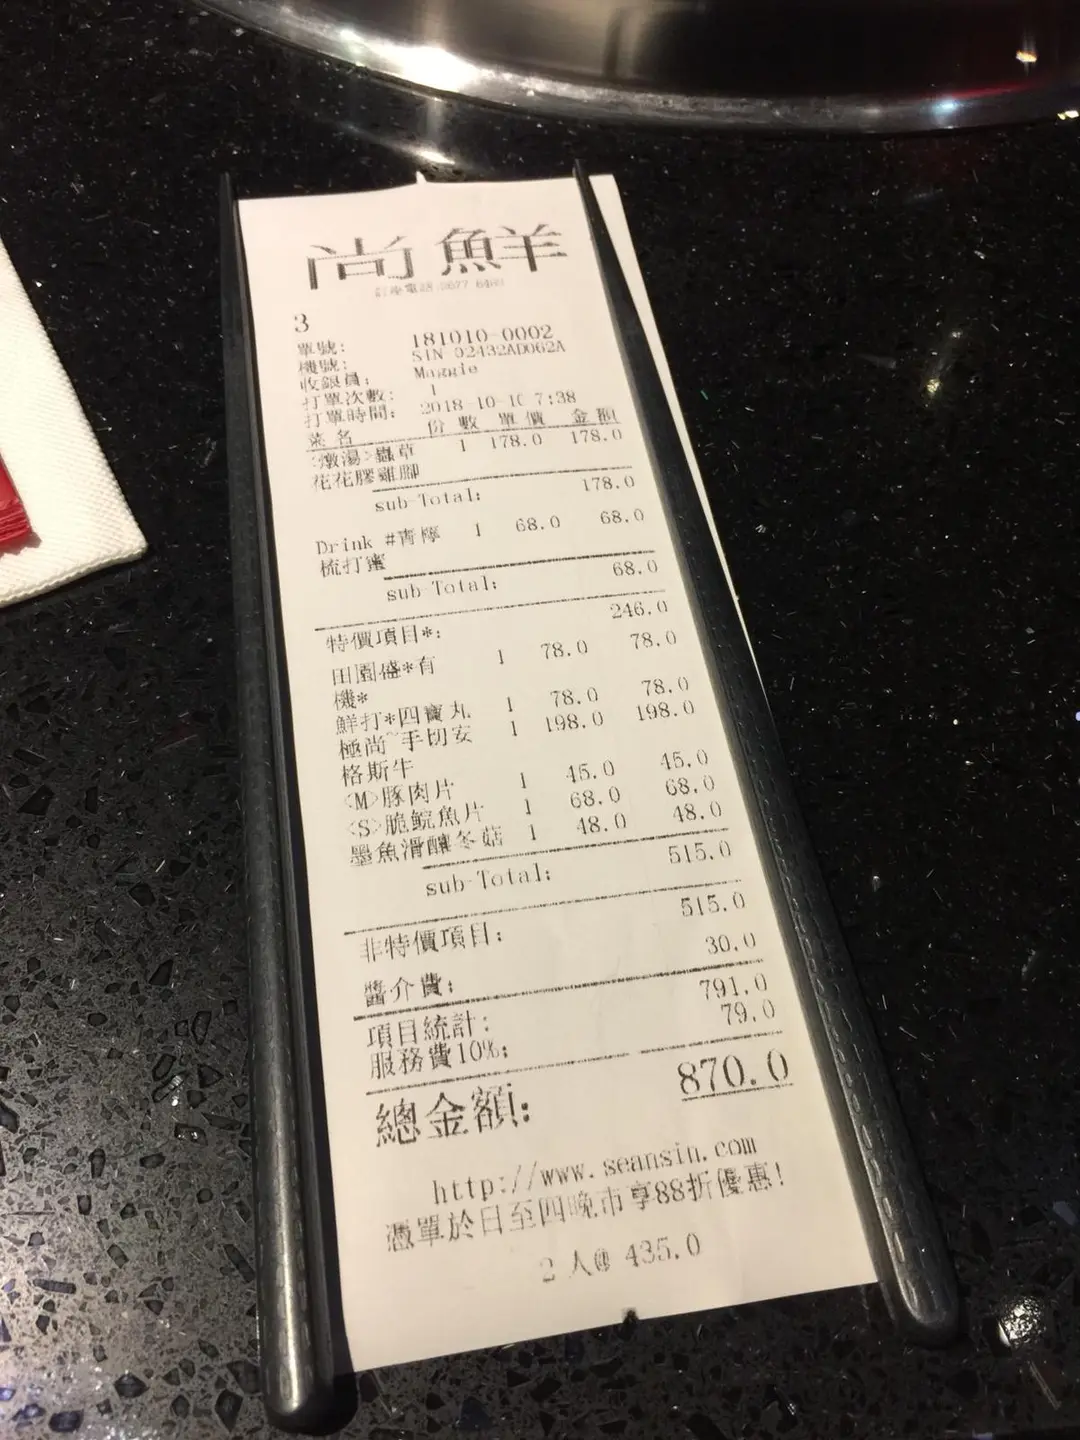 尚鮮
訂座電話
3
單號: 181010-0002
機號: SIN 02432AD062A
收銀員: Maggie
打單次數: 1
打單時間: 2018-10-10 7:38
菜名 份數 單價 金額
<燉湯>蟲草 1 178.0 178.0
花花膠雞腳
sub-Total: 178.0
Drink #青檸 1 68.0 68.0
梳打蜜
sub-Total: 68.0
特價項目*: 246.0
田園盛*有 1 78.0 78.0
機*
鮮打*四寶丸 1 78.0 78.0
極尚~手切安 1 198.0 198.0
格斯牛
<M>豚肉片 1 45.0 45.0
<S>脆鯇魚片 1 68.0 68.0
墨魚滑釀冬菇 1 48.0 48.0
sub-Total: 515.0
非特價項目: 515.0
醬介費: 30.0
項目統計: 791.0
服務費10%: 79.0
總金額: 870.0
http://www.seansin.com
憑單於日至四晚市享88折優惠!
2 人@ 435.0